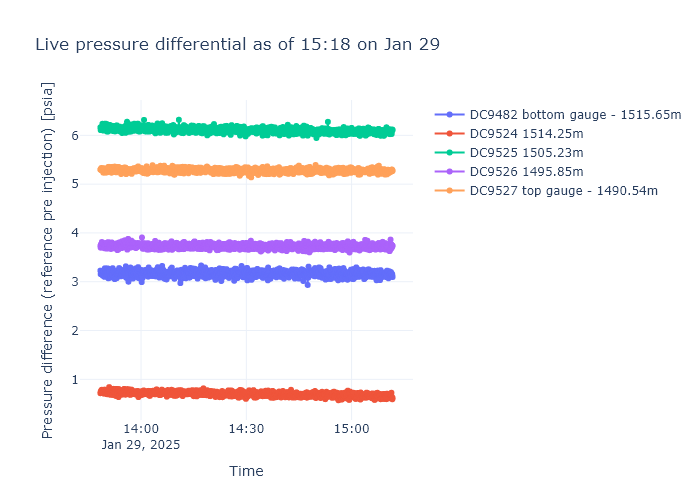 Live pressure differential as of 15:18 on Jan 29
Pressure difference (reference pre injection) [psia]
6
5
4
3
2
1
14:00
Jan 29, 2025
14:30
15:00
Time
DC9482 bottom gauge - 1515.65m
DC9524 1514.25m
DC9525 1505.23m
DC9526 1495.85m
DC9527 top gauge - 1490.54m